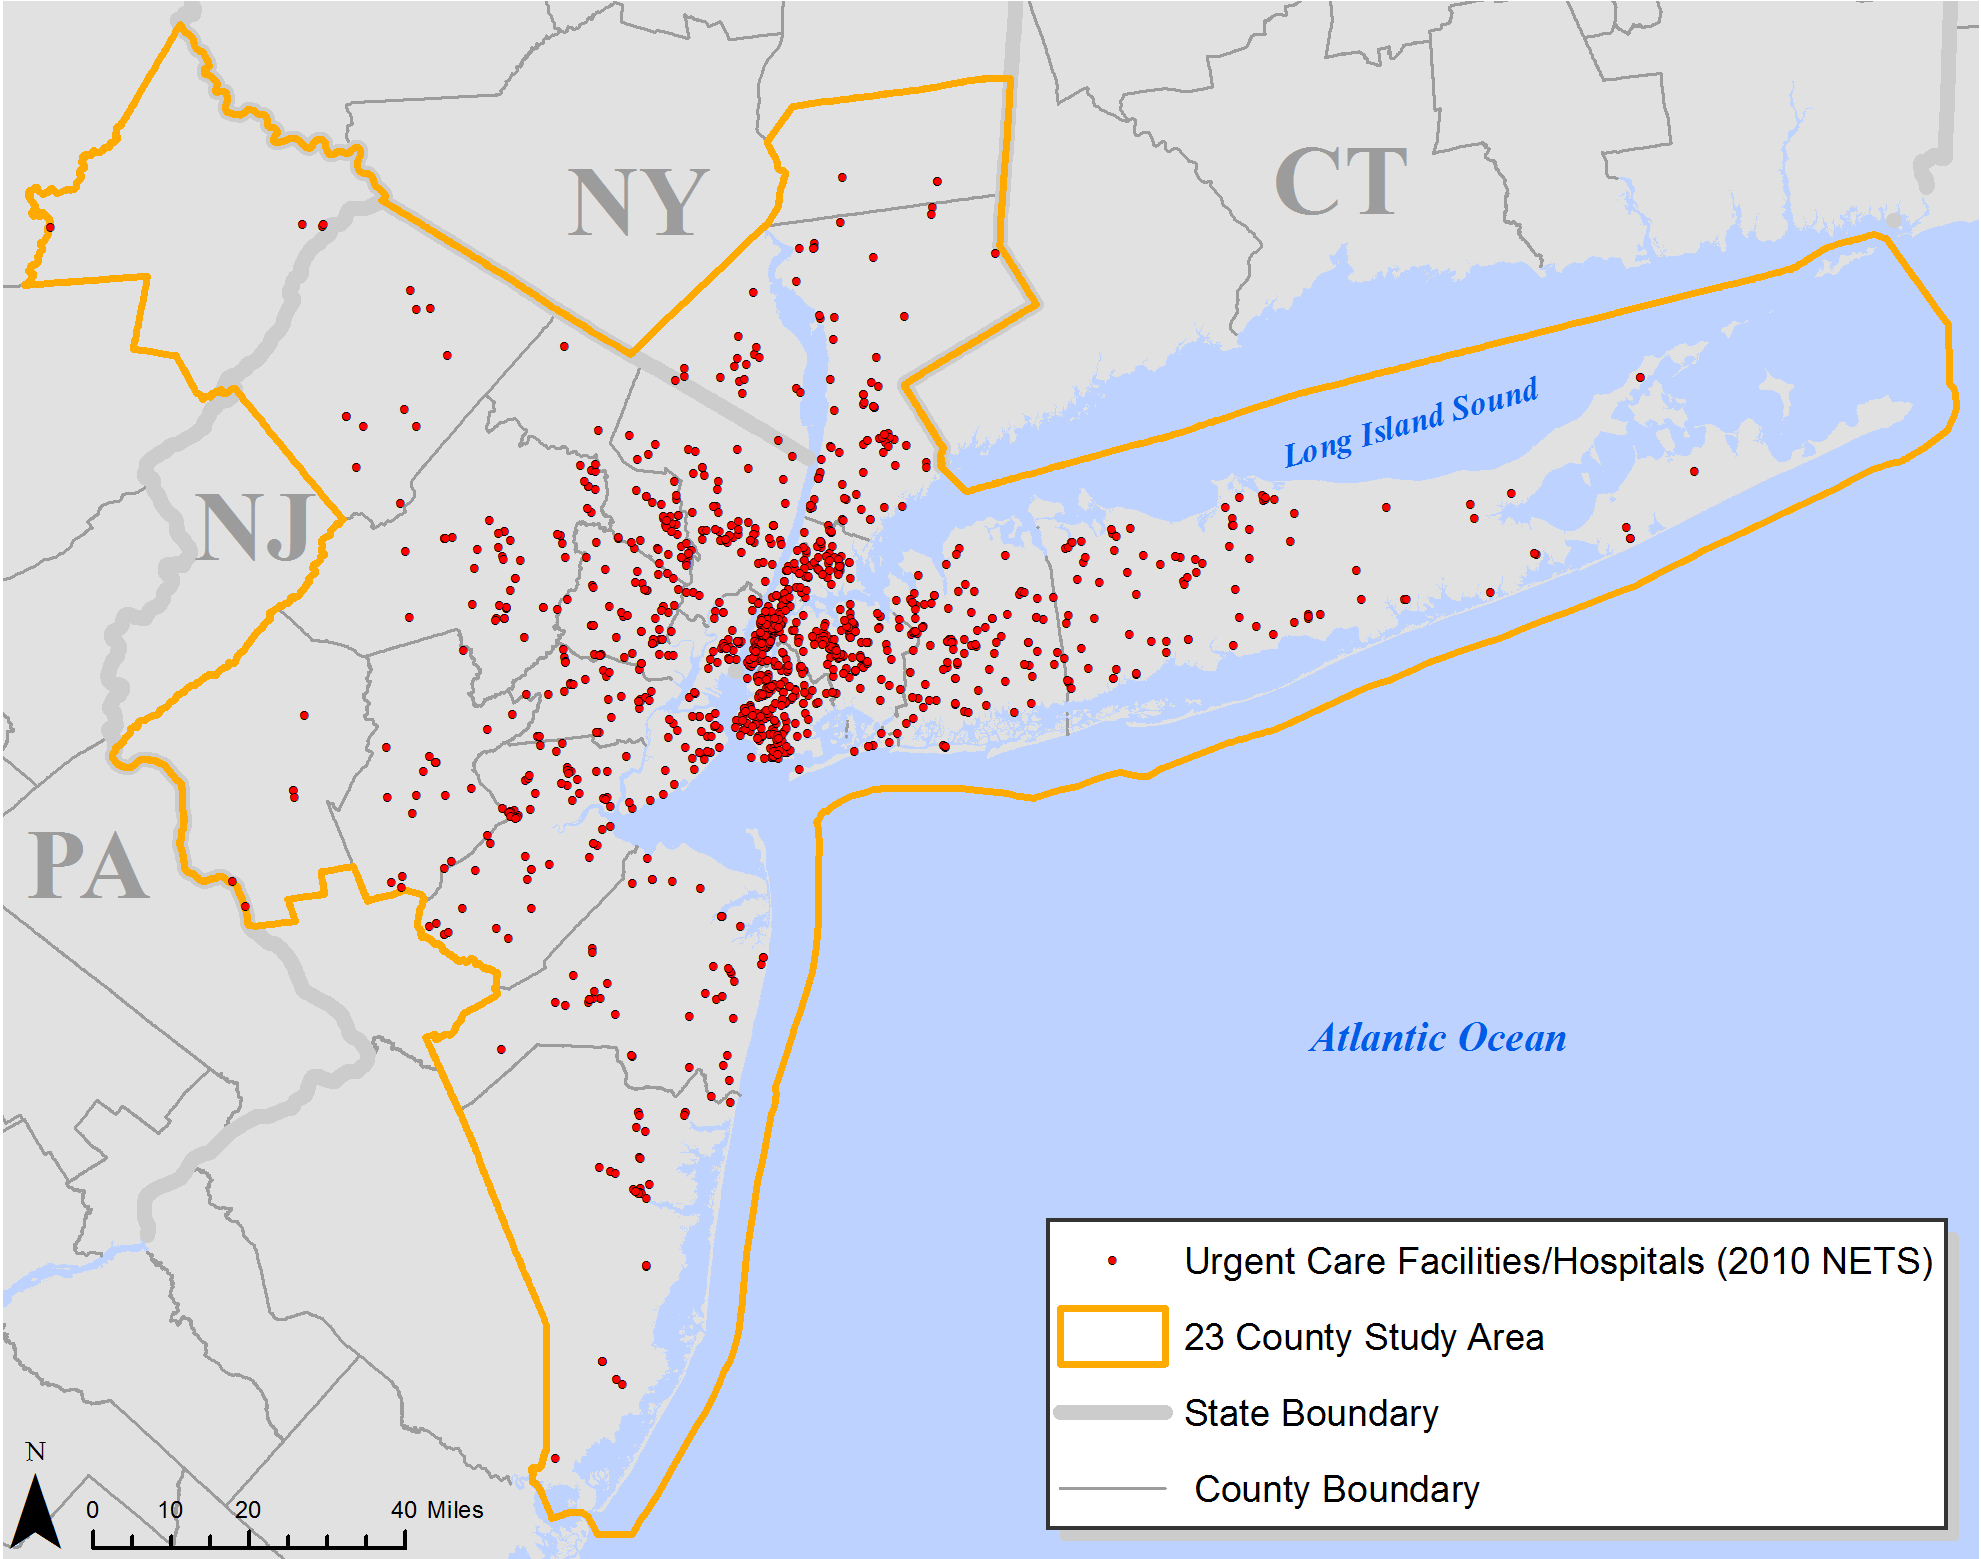 NY
CT
Long Island Sound
NJ
PA
Atlantic Ocean
Urgent Care Facilities/Hospitals (2010 NETS)
23 County Study Area
State Boundary
County Boundary
N
0 10 20 40 Miles